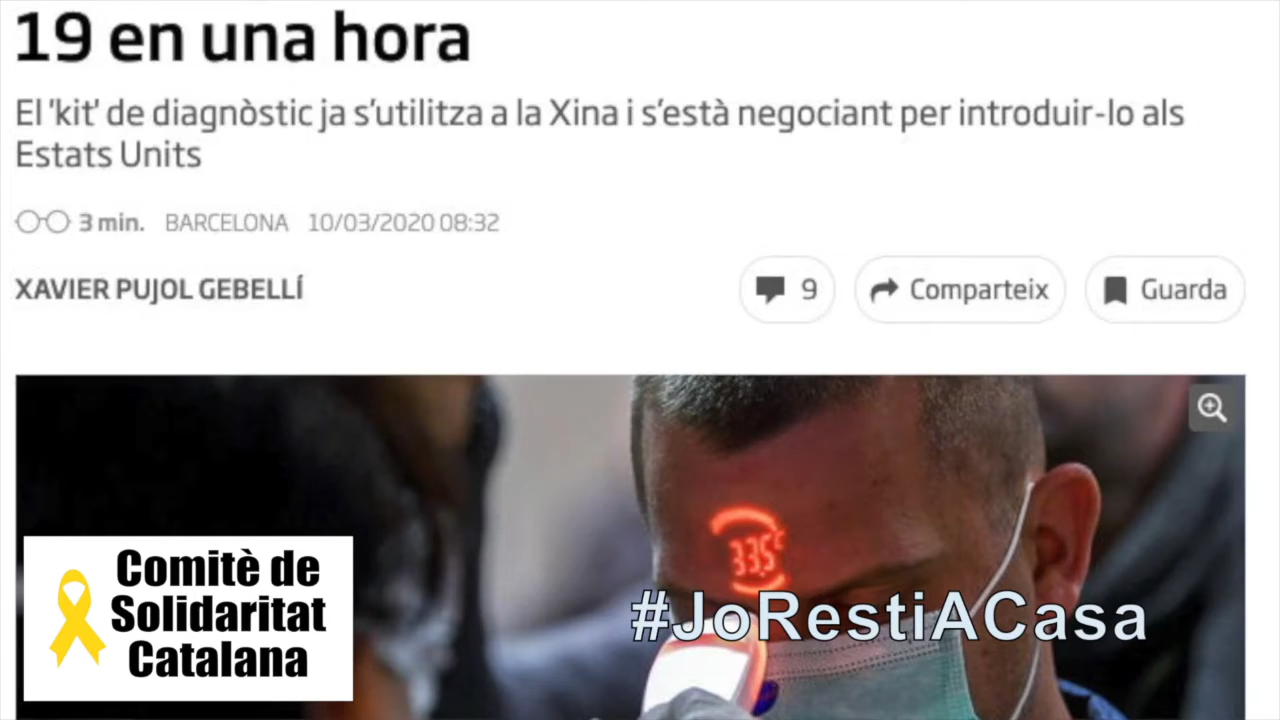 19 en una hora
El 'kit' de diagnòstic ja s'utilitza a la Xina i s'està negociant per introduir-lo als
Estats Units
3 min. BARCELONA 10/03/2020 08:32
XAVIER PUJOL GEBELLÍ
9 Comparteix Guarda
33,5°C
#JoRestiACasa
Comitè de
Solidaritat
Catalana